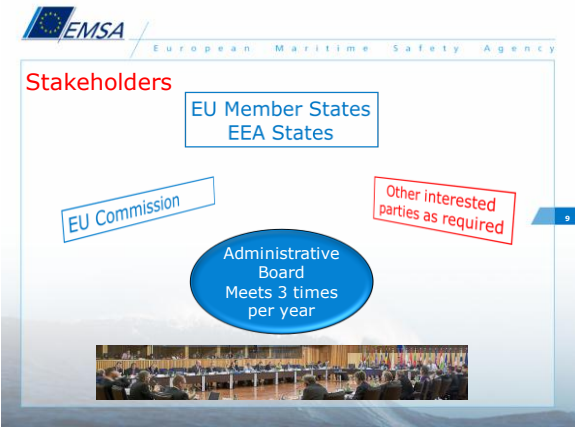 EMSA
European Maritime Safety Agency
Stakeholders
EU Member States
EEA States
EU Commission
Other interested
parties as required
9
Administrative
Board
Meets 3 times
per year